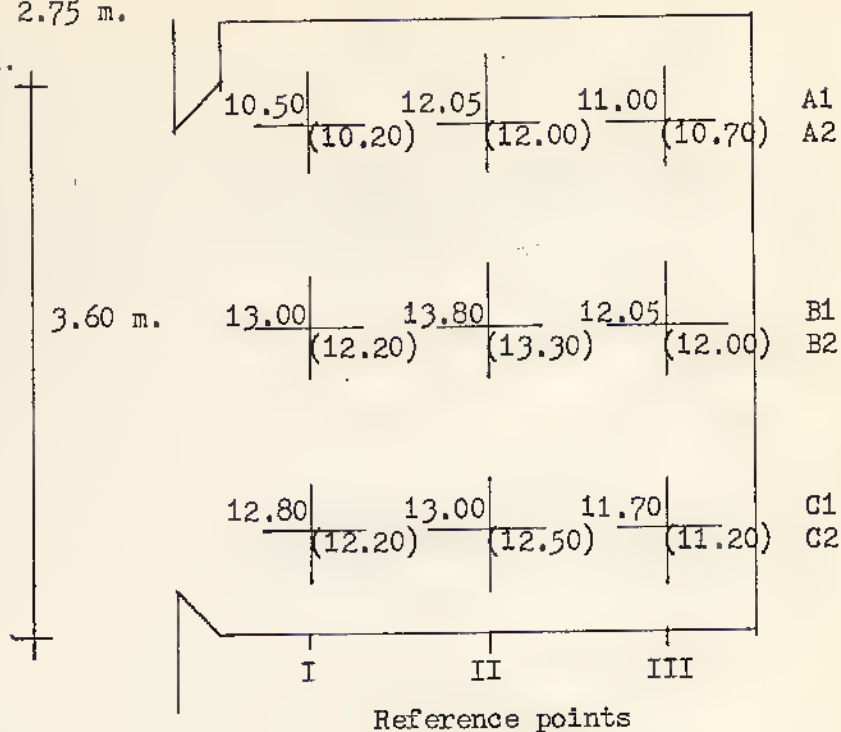 2.75 m.
10.50 12.05 11.00 A1
(10.20) (12.00) (10.70) A2
3.60 m. 13.00 13.80 12.05 B1
(12.20) (13.30) (12.00) B2
12.80 13.00 11.70 C1
(12.20) (12.50) (11.20) C2
I II III
Reference points